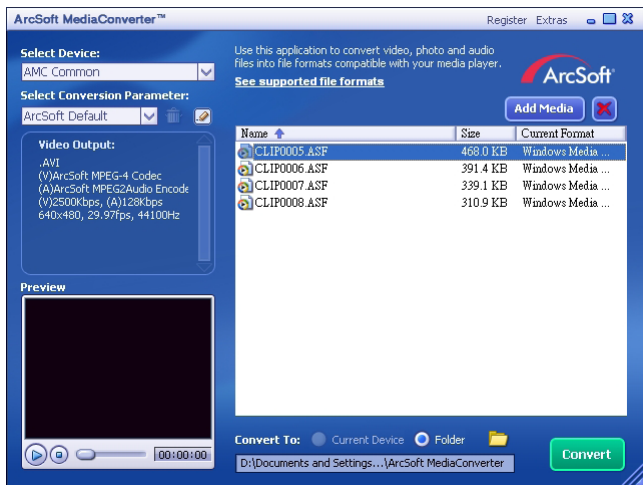 ArcSoft MediaConverter™
Register Extras
Select Device:
AMC Common
Select Conversion Parameter:
ArcSoft Default
Video Output:
.AVI
(V)ArcSoft MPEG-4 Codec
(A)ArcSoft MPEG2Audio Encode
(V)2500Kbps, (A)128Kbps
640x480, 29.97fps, 44100Hz
Preview
00:00:00
Use this application to convert video, photo and audio
files into file formats compatible with your media player.
See supported file formats
ArcSoft®
Add Media
Name Size Current Format
CLIP0005.ASF 468.0 KB Windows Media ...
CLIP0006.ASF 391.4 KB Windows Media ...
CLIP0007.ASF 339.1 KB Windows Media ...
CLIP0008.ASF 310.9 KB Windows Media ...
Convert To: Current Device Folder
D:\Documents and Settings...\ArcSoft MediaConverter
Convert